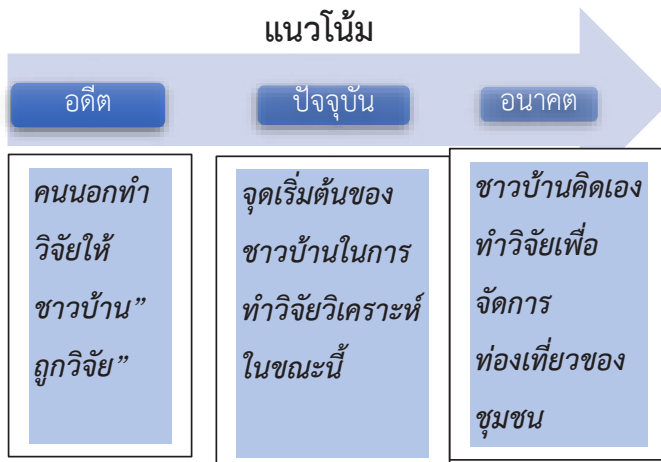 แนวโน้ม
อดีต
ปัจจุบัน
อนาคต
คนนอกทำ
วิจัยให้
ชาวบ้าน”
ถูกวิจัย”
จุดเริ่มต้นของ
ชาวบ้านในการ
ทำวิจัยวิเคราะห์
ในขณะนี้
ชาวบ้านคิดเอง
ทำวิจัยเพื่อ
จัดการ
ท่องเที่ยวของ
ชุมชน